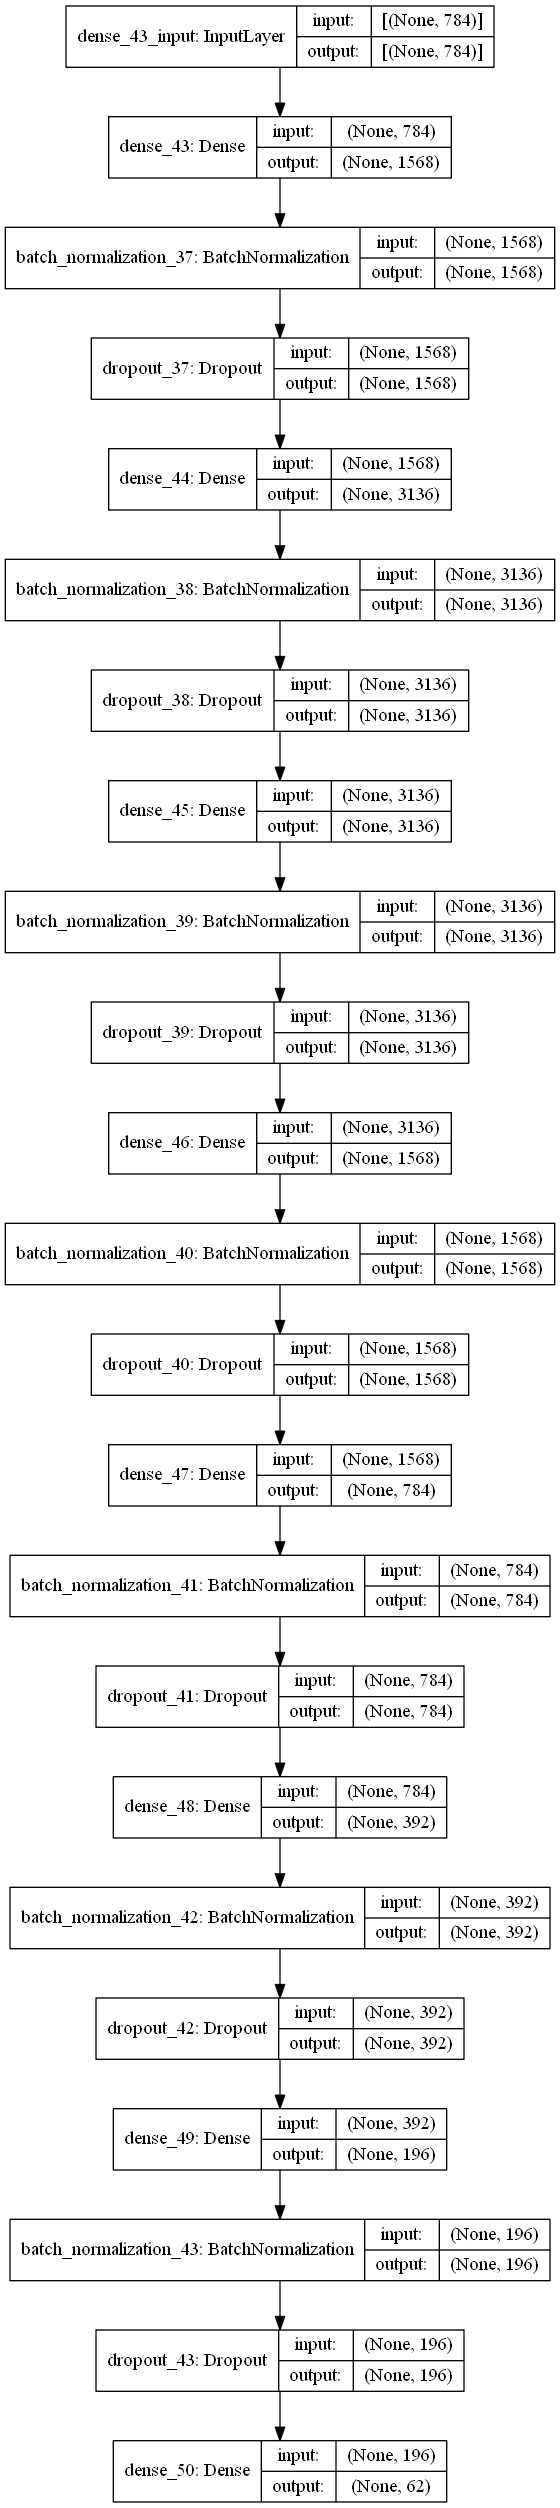 dense_43_input: InputLayer
input: [(None, 784)]
output: [(None, 784)]
dense_43: Dense
input: (None, 784)
output: (None, 1568)
batch_normalization_37: BatchNormalization
input: (None, 1568)
output: (None, 1568)
dropout_37: Dropout
input: (None, 1568)
output: (None, 1568)
dense_44: Dense
input: (None, 1568)
output: (None, 3136)
batch_normalization_38: BatchNormalization
input: (None, 3136)
output: (None, 3136)
dropout_38: Dropout
input: (None, 3136)
output: (None, 3136)
dense_45: Dense
input: (None, 3136)
output: (None, 3136)
batch_normalization_39: BatchNormalization
input: (None, 3136)
output: (None, 3136)
dropout_39: Dropout
input: (None, 3136)
output: (None, 3136)
dense_46: Dense
input: (None, 3136)
output: (None, 1568)
batch_normalization_40: BatchNormalization
input: (None, 1568)
output: (None, 1568)
dropout_40: Dropout
input: (None, 1568)
output: (None, 1568)
dense_47: Dense
input: (None, 1568)
output: (None, 784)
batch_normalization_41: BatchNormalization
input: (None, 784)
output: (None, 784)
dropout_41: Dropout
input: (None, 784)
output: (None, 784)
dense_48: Dense
input: (None, 784)
output: (None, 392)
batch_normalization_42: BatchNormalization
input: (None, 392)
output: (None, 392)
dropout_42: Dropout
input: (None, 392)
output: (None, 392)
dense_49: Dense
input: (None, 392)
output: (None, 196)
batch_normalization_43: BatchNormalization
input: (None, 196)
output: (None, 196)
dropout_43: Dropout
input: (None, 196)
output: (None, 196)
dense_50: Dense
input: (None, 196)
output: (None, 62)